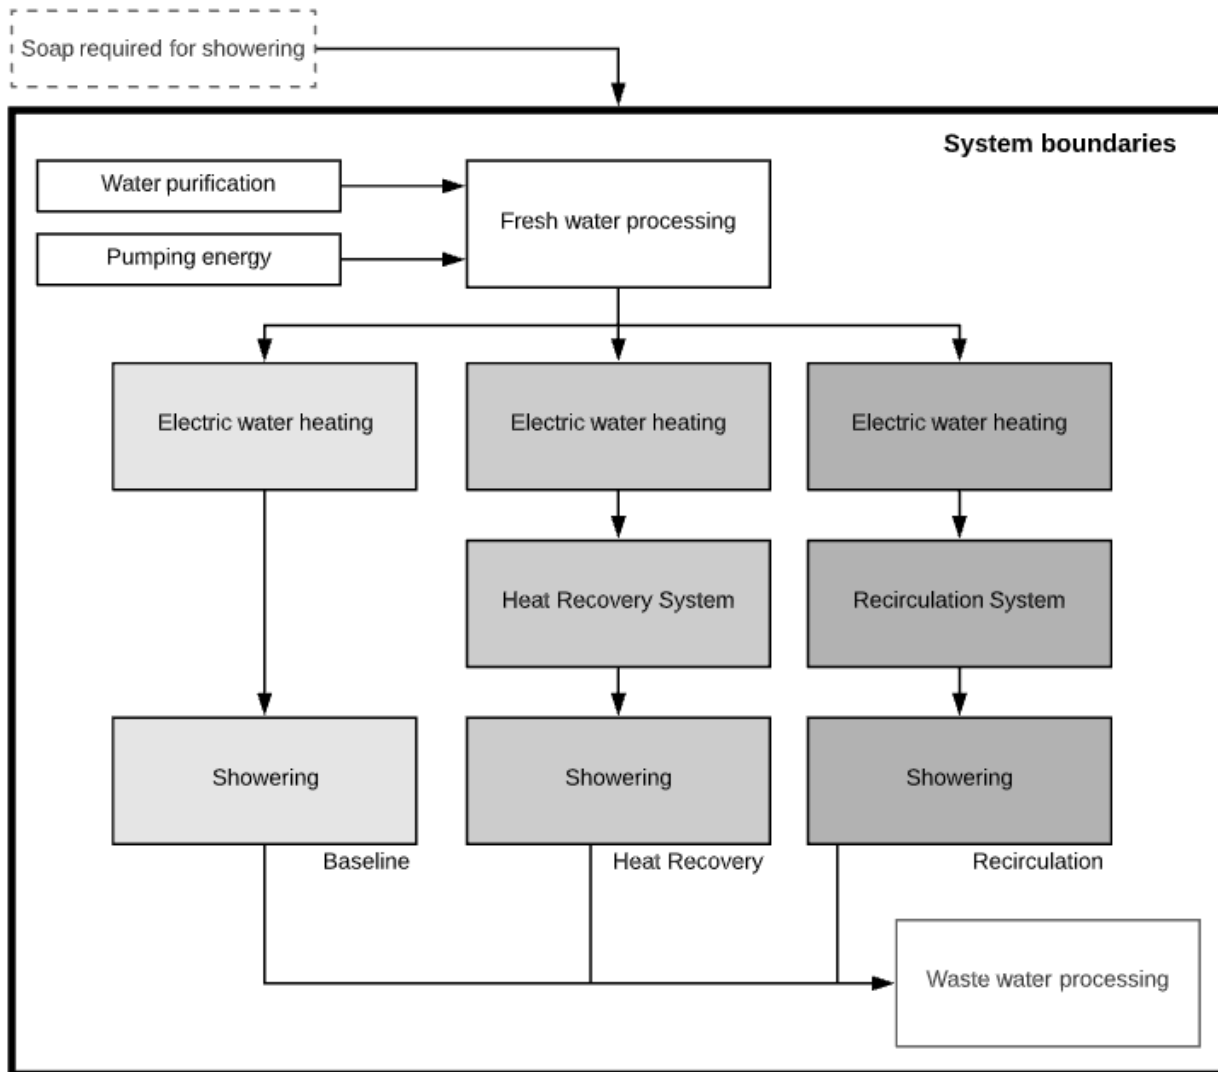 Soap required for showering
System boundaries
Water purification
Pumping energy
Fresh water processing
Electric water heating
Electric water heating
Electric water heating
Heat Recovery System
Recirculation System
Showering
Showering
Showering
Baseline
Heat Recovery
Recirculation
Waste water processing